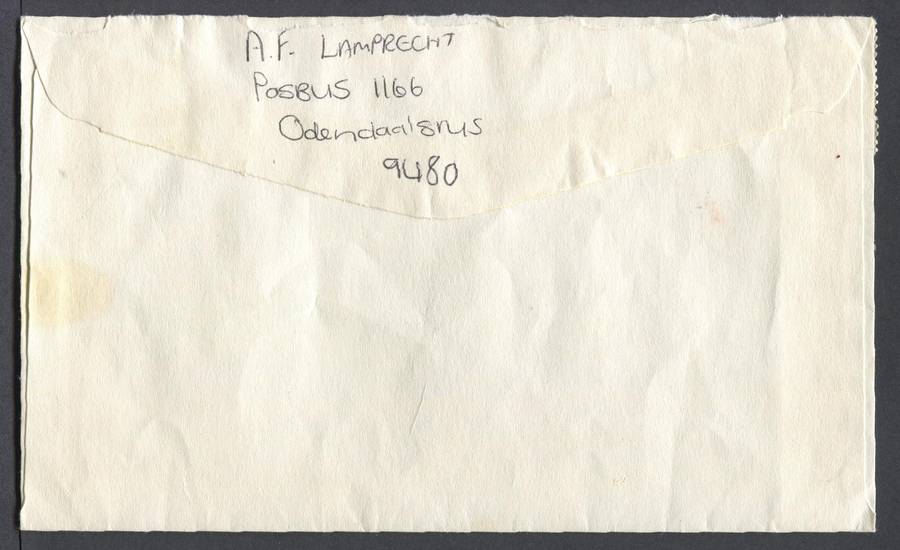 A.F. LAMPRECHT
POSBUS 1166
Odendaalsrus
9480